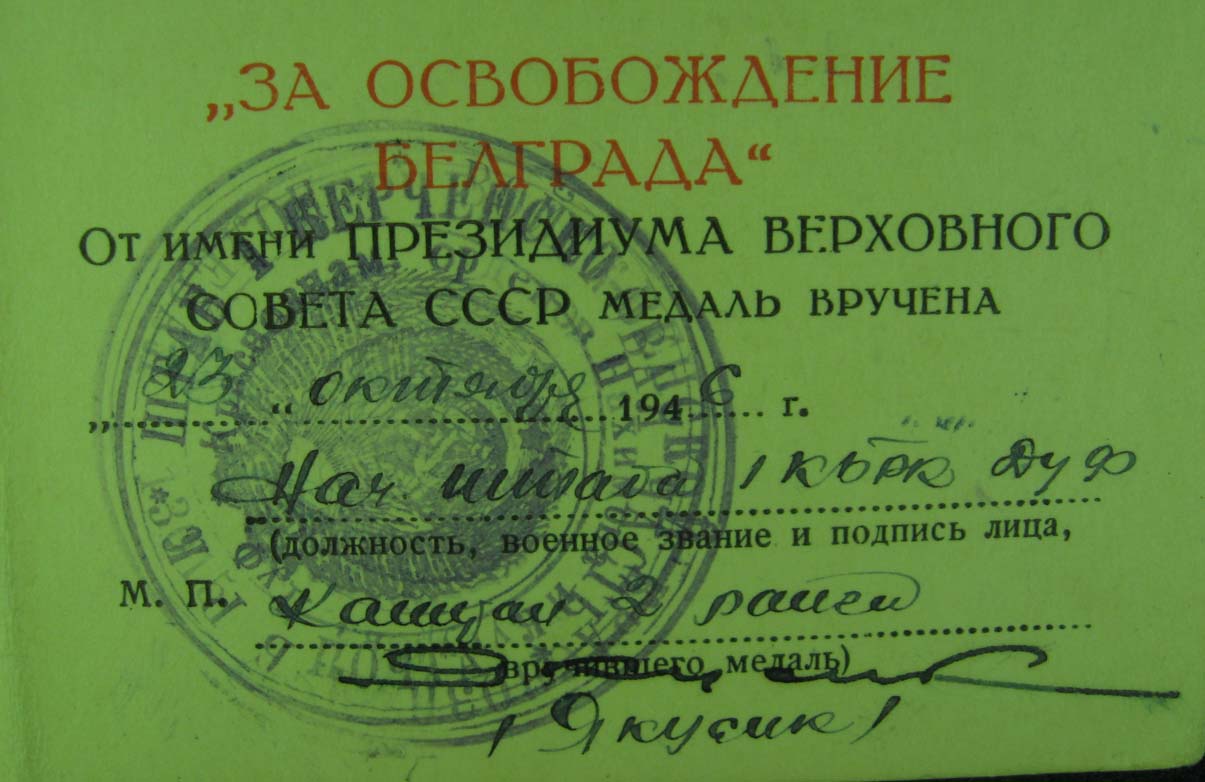 „ЗА ОСВОБОЖДЕНИЕ
БЕЛГРАДА“
ОТ ИМЕНИ ПРЕЗИДИУМА ВЕРХОВНОГО
СОВЕТА СССР МЕДАЛЬ ВРУЧЕНА
„23“ октября 1946 г.
Нач. штаба 1 КБРК ДуФ
(должность, военное звание и подпись лица,
М. П. Капитан 2 ранга
вручившего медаль)
(Якусик)